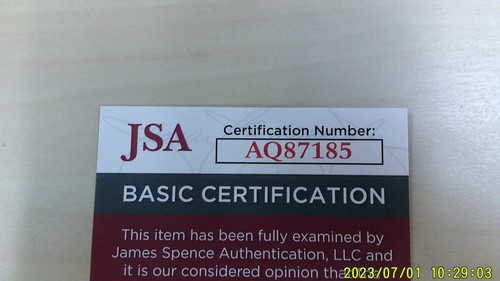 JSA
Certification Number:
AQ87185
BASIC CERTIFICATION
This item has been fully examined by
James Spence Authentication, LLC and
it is our considered opinion
2023/07/01 10:29:03